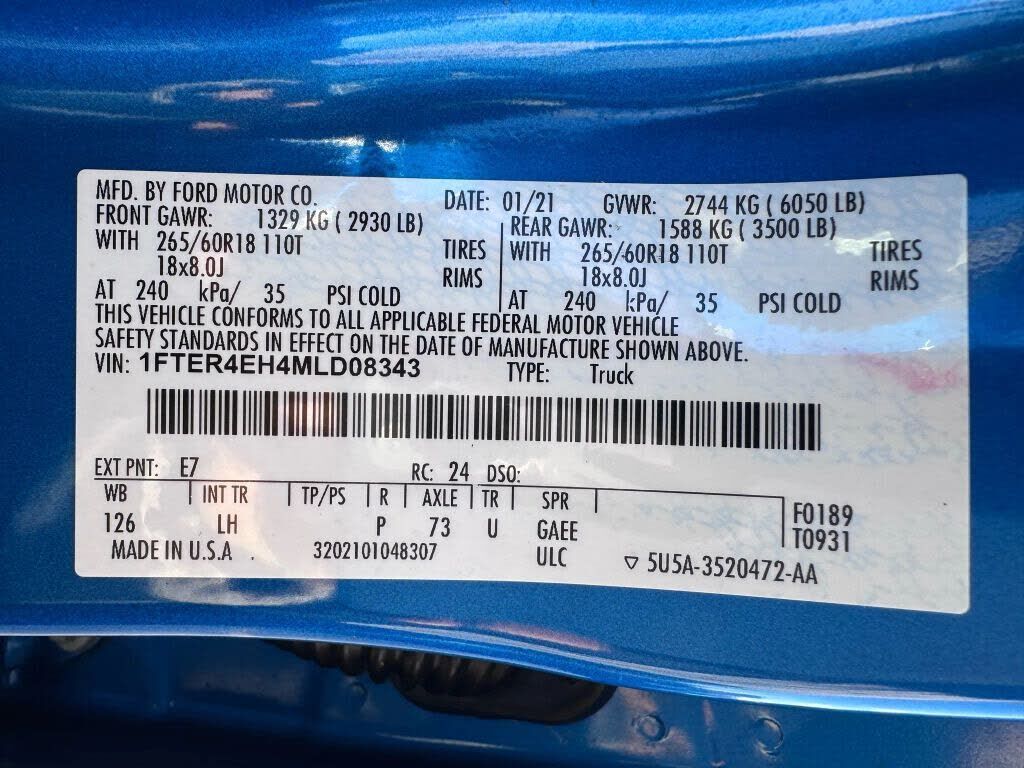 MFD. BY FORD MOTOR CO. DATE: 01/21 GVWR: 2744 KG ( 6050 LB)
FRONT GAWR: 1329 KG ( 2930 LB) REAR GAWR: 1588 KG ( 3500 LB)
WITH 265/60R18 110T TIRES WITH 265/60R18 110T TIRES
18x8.0J RIMS 18x8.0J RIMS
AT 240 kPa/ 35 PSI COLD AT 240 kPa/ 35 PSI COLD
THIS VEHICLE CONFORMS TO ALL APPLICABLE FEDERAL MOTOR VEHICLE
SAFETY STANDARDS IN EFFECT ON THE DATE OF MANUFACTURE SHOWN ABOVE.
VIN: 1FTER4EH4MLD08343 TYPE: Truck
EXT PNT: E7 RC: 24 DSO:
WB INT TR TP/PS R AXLE TR SPR F0189
126 LH P 73 U GAEE T0931
MADE IN U.S.A 3202101048307 ULC ▽ 5U5A-3520472-AA